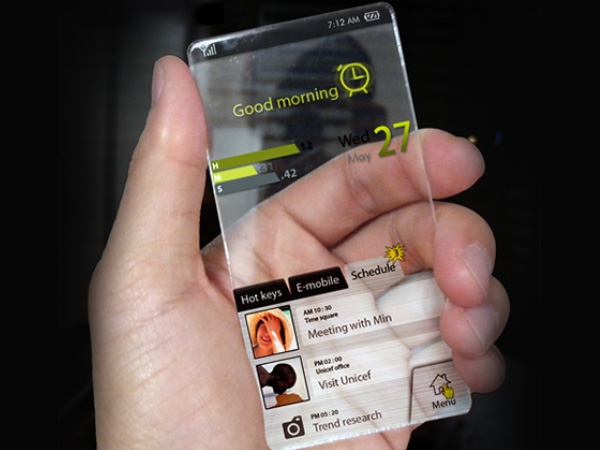 7:12 AM
Good morning
Wed 27
May
H 12
M
S .42
Hot keys E-mobile Schedule 3
AM 10 : 30
Time square
Meeting with Min
PM 02 : 00
Unicef office
Visit Unicef
PM 05 : 20
Trend research
Menu